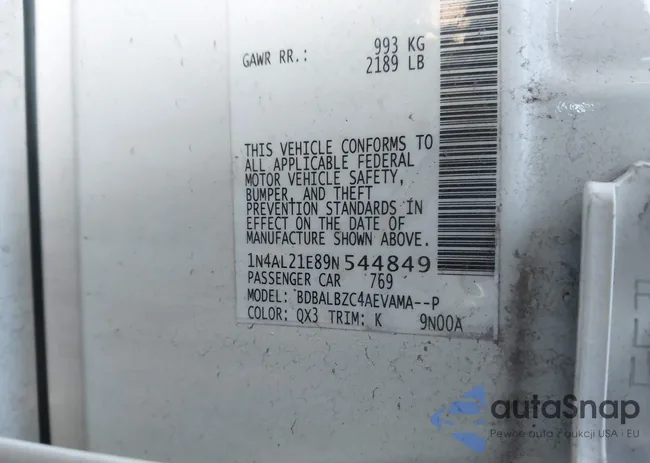 GAWR RR.: 993 KG
2189 LB
THIS VEHICLE CONFORMS TO
ALL APPLICABLE FEDERAL
MOTOR VEHICLE SAFETY,
BUMPER, AND THEFT
PREVENTION STANDARDS IN
EFFECT ON THE DATE OF
MANUFACTURE SHOWN ABOVE.
1N4AL21E89N544849
PASSENGER CAR 769
MODEL: BDBALBZC4AEVAMA--P
COLOR: QX3 TRIM: K 9N00A
autaSnap
Pewne auta z aukcji USA · EU